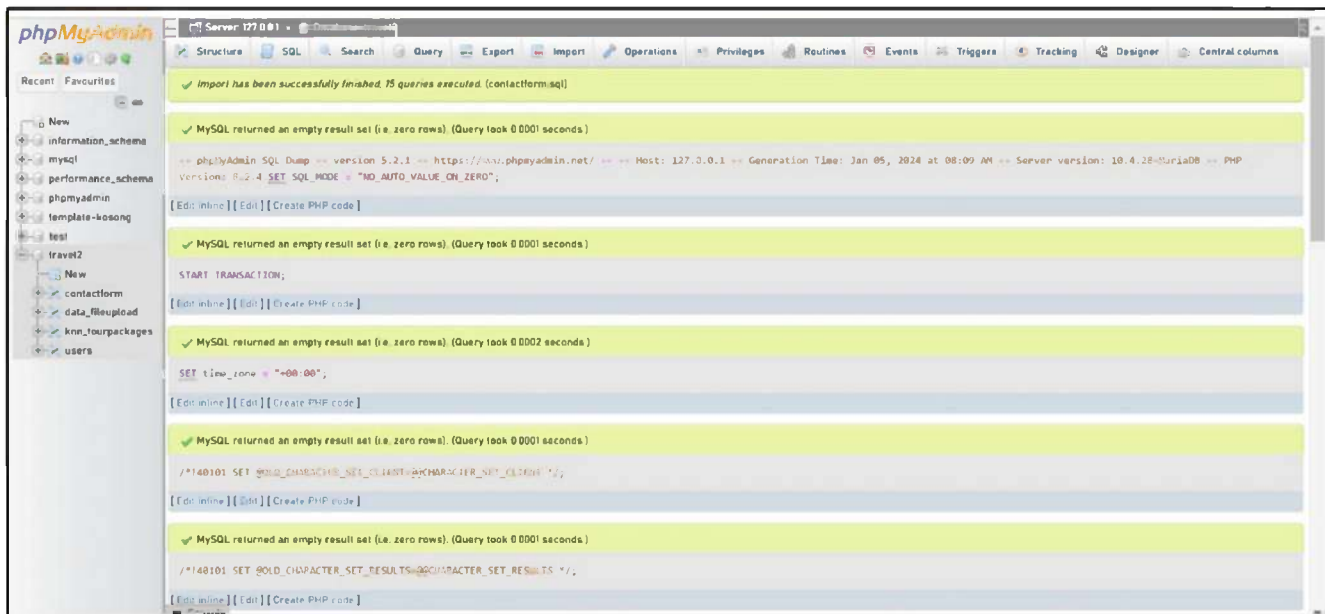 phpMyAdmin
Server 127.0.0.1
Structure SQL Search Query Export Import Operations Privileges Routines Events Triggers Tracking Designer Central columns
Recent Favourites
New
information_schema
mysql
performance_schema
phpmyadmin
template-kosong
test
travel2
New
contactform
data_fileupload
knn_tourpackages
users
Import has been successfully finished, 15 queries executed. (contactform.sql)
MySQL returned an empty result set (i.e. zero rows). (Query took 0.0001 seconds.)
-- phpMyAdmin SQL Dump -- version 5.2.1 -- https://www.phpmyadmin.net/ -- -- Host: 127.0.0.1 -- Generation Time: Jan 05, 2024 at 08:09 AM -- Server version: 10.4.28-MariaDB -- PHP
Version: 8.2.4 SET SQL_MODE = "NO_AUTO_VALUE_ON_ZERO";
[ Edit inline ] [ Edit ] [ Create PHP code ]
MySQL returned an empty result set (i.e. zero rows). (Query took 0.0001 seconds.)
START TRANSACTION;
[ Edit inline ] [ Edit ] [ Create PHP code ]
MySQL returned an empty result set (i.e. zero rows). (Query took 0.0002 seconds.)
SET time_zone = "+00:00";
[ Edit inline ] [ Edit ] [ Create PHP code ]
MySQL returned an empty result set (i.e. zero rows). (Query took 0.0001 seconds.)
/*!40101 SET @OLD_CHARACTER_SET_CLIENT=@@CHARACTER_SET_CLIENT */;
[ Edit inline ] [ Edit ] [ Create PHP code ]
MySQL returned an empty result set (i.e. zero rows). (Query took 0.0001 seconds.)
/*!40101 SET @OLD_CHARACTER_SET_RESULTS=@@CHARACTER_SET_RESULTS */;
[ Edit inline ] [ Edit ] [ Create PHP code ]